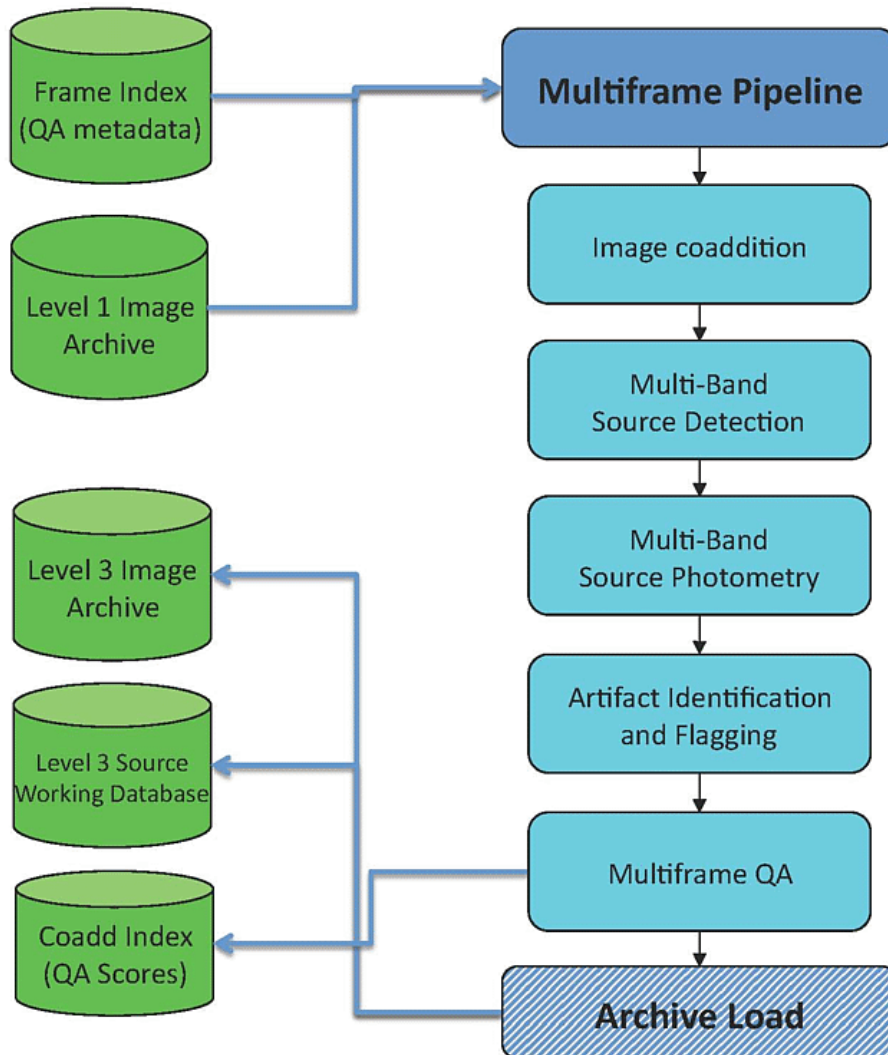 Frame Index
(QA metadata)
Multiframe Pipeline
Image coaddition
Level 1 Image
Archive
Multi-Band
Source Detection
Multi-Band
Source Photometry
Level 3 Image
Archive
Artifact Identification
and Flagging
Level 3 Source
Working Database
Multiframe QA
Coadd Index
(QA Scores)
Archive Load